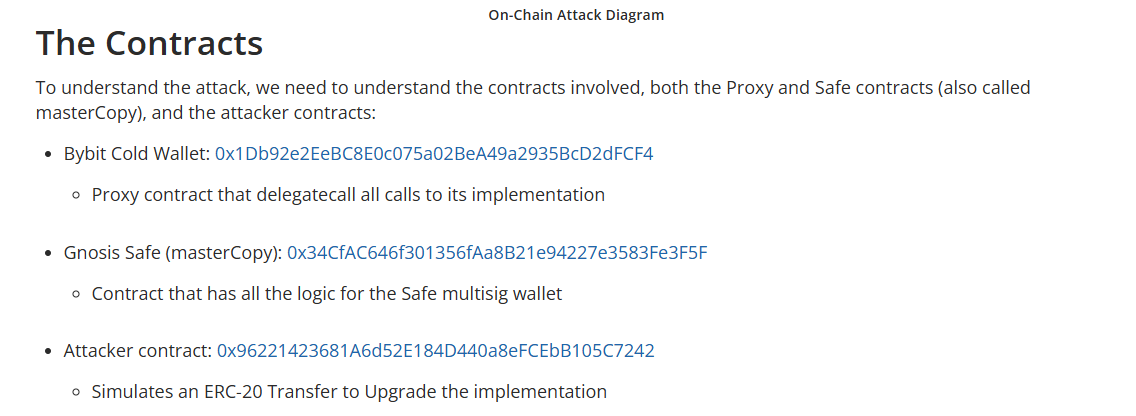 On-Chain Attack Diagram
The Contracts
To understand the attack, we need to understand the contracts involved, both the Proxy and Safe contracts (also called
masterCopy), and the attacker contracts:
Bybit Cold Wallet: 0x1Db92e2EeBC8E0c075a02BeA49a2935BcD2dFCF4
Proxy contract that delegatecall all calls to its implementation
Gnosis Safe (masterCopy): 0x34CfAC646f301356fAa8B21e94227e3583Fe3F5F
Contract that has all the logic for the Safe multisig wallet
Attacker contract: 0x96221423681A6d52E184D440a8eFCEbB105C7242
Simulates an ERC-20 Transfer to Upgrade the implementation